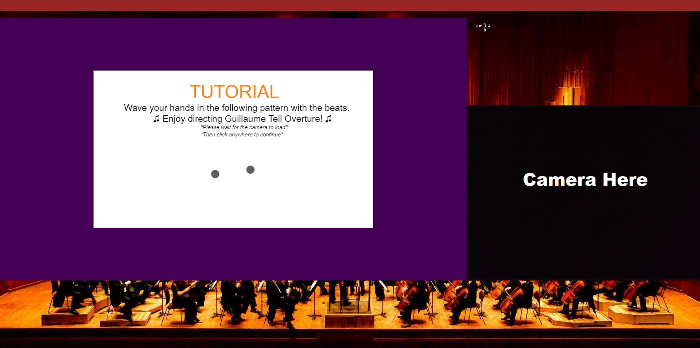 TUTORIAL
Wave your hands in the following pattern with the beats.
♫ Enjoy directing Guillaume Tell Overture! ♫
"Please wait for the camera to load"
"Then click anywhere to continue"
Camera Here